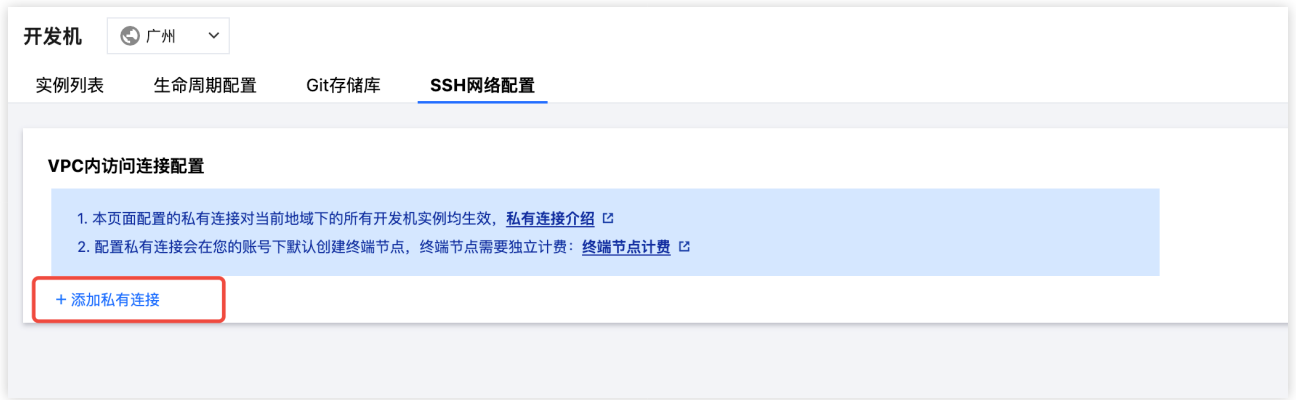 开发机 广州
实例列表 生命周期配置 Git存储库 SSH网络配置
VPC内访问连接配置
1. 本页面配置的私有连接对当前地域下的所有开发机实例均生效，私有连接介绍
2. 配置私有连接会在您的账号下默认创建终端节点，终端节点需要独立计费：终端节点计费
+ 添加私有连接